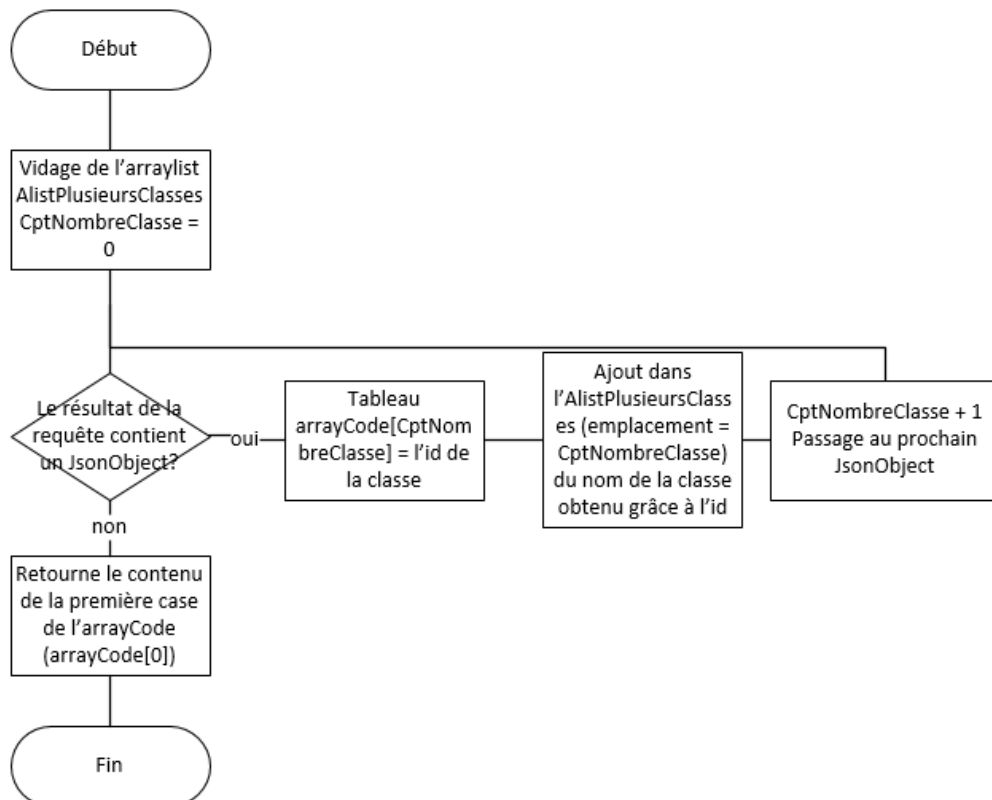 Début
Vidage de l’arraylist
AlistPlusieursClasses
CptNombreClasse =
0
Le résultat de la
requête contient
un JsonObject?
oui
Tableau
arrayCode[CptNom
breClasse] = l’id de
la classe
Ajout dans
l’AlistPlusieursClass
es (emplacement =
CptNombreClasse)
du nom de la classe
obtenu grâce à l’id
CptNombreClasse + 1
Passage au prochain
JsonObject
non
Retourne le contenu
de la première case
de l’arrayCode
(arrayCode[0])
Fin